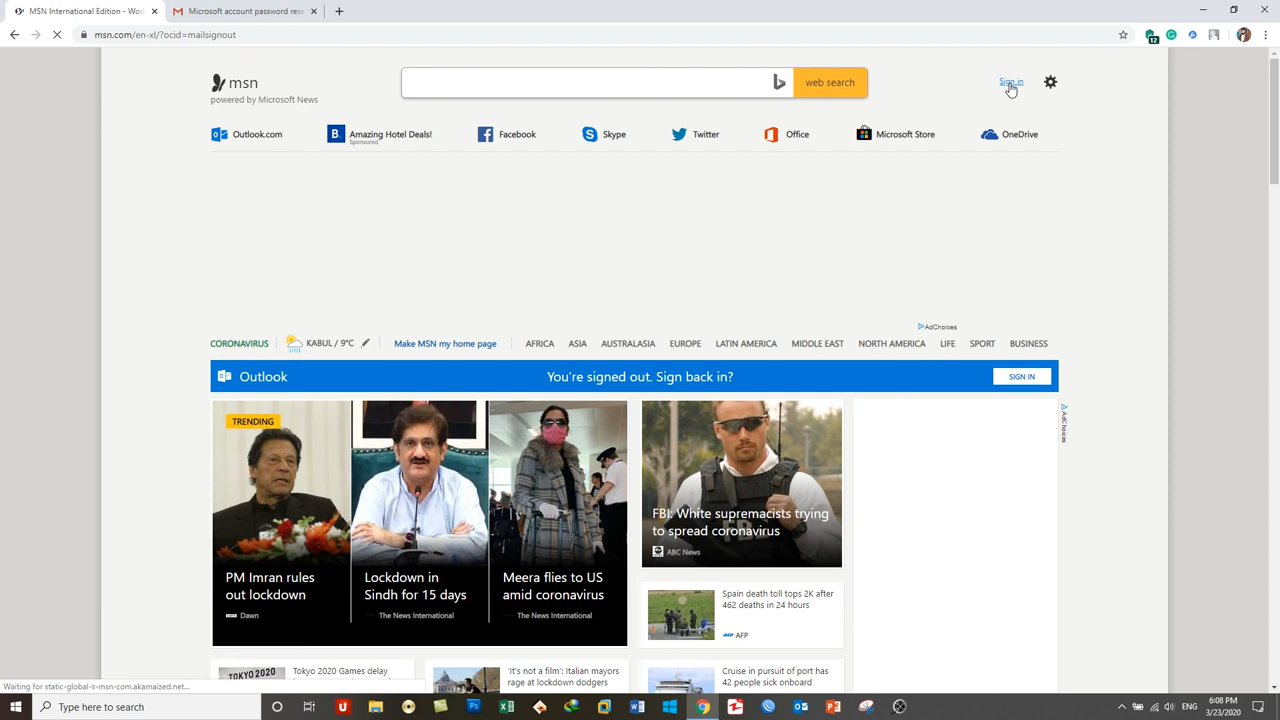 MSN International Edition - Wor
Microsoft account password rese
msn.com/en-xl/?ocid=mailsignout
12
msn
powered by Microsoft News
web search
Sign in
Outlook.com
B.
Amazing Hotel Deals!
Sponsored
Facebook
Skype
Twitter
Office
Microsoft Store
OneDrive
AdChoices
CORONAVIRUS
KABUL / 9°C
Make MSN my home page
AFRICA
ASIA
AUSTRALASIA
EUROPE
LATIN AMERICA
MIDDLE EAST
NORTH AMERICA
LIFE
SPORT
BUSINESS
Outlook
You're signed out. Sign back in?
SIGN IN
TRENDING
PM Imran rules
out lockdown
Dawn
Lockdown in
Sindh for 15 days
The News International
Meera flies to US
amid coronavirus
The News International
FBI: White supremacists trying
to spread coronavirus
ABC News
AdChoices
Spain death toll tops 2K after
462 deaths in 24 hours
AFP
AFP
TOKYO 2020
Tokyo 2020 Games delay
'It's not a film': Italian mayors
rage at lockdown dodgers
Cruise in pursuit of port has
42 people sick onboard
Waiting for static-global-s-msn-com.akamaized.net...
Type here to search
ENG
6:08 PM
3/23/2020